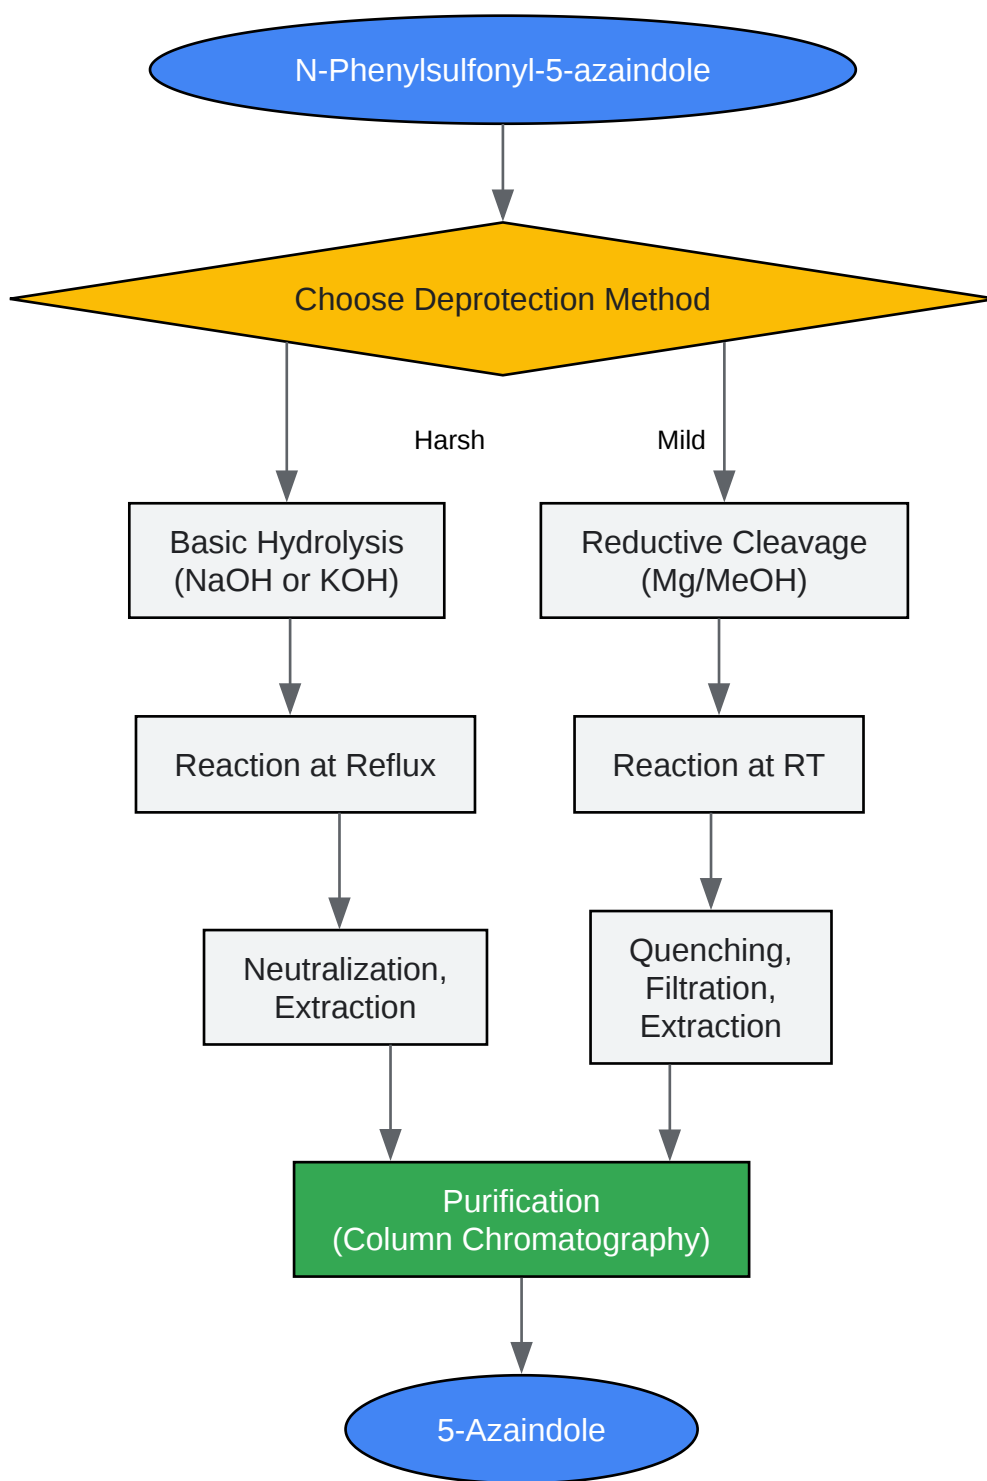 N-Phenylsulfonyl-5-azaindole
Choose Deprotection Method
Harsh
Mild
Basic Hydrolysis
(NaOH or KOH)
Reductive Cleavage
(Mg/MeOH)
Reaction at Reflux
Reaction at RT
Neutralization,
Extraction
Quenching,
Filtration,
Extraction
Purification
(Column Chromatography)
5-Azaindole